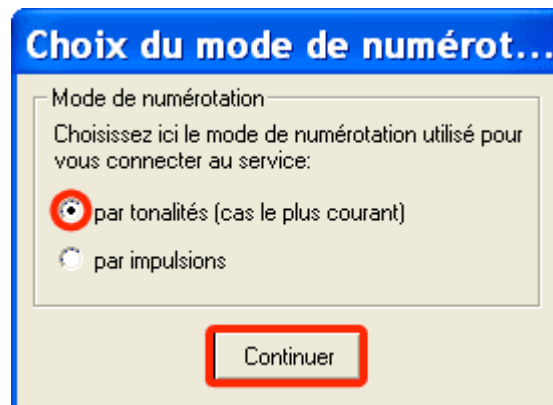 Choix du mode de numérot...
Mode de numérotation
Choisissez ici le mode de numérotation utilisé pour
vous connecter au service:
par tonalités (cas le plus courant)
par impulsions
Continuer